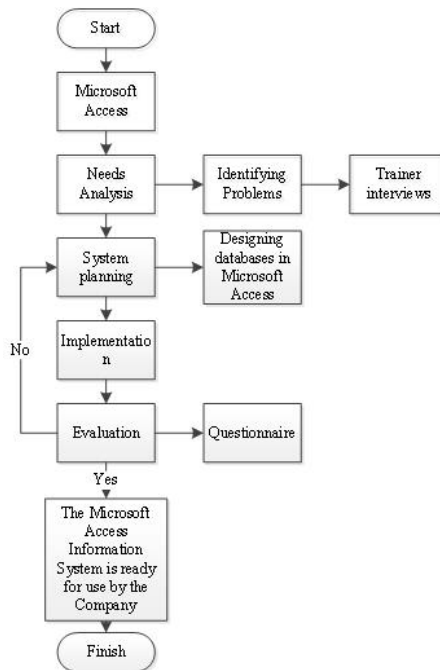 Start
Microsoft
Access
Needs
Analysis
Identifying
Problems
Trainer
interviews
System
planning
Designing
databases in
Microsoft
Access
No
Implementatio
n
Evaluation
Questionnaire
Yes
The Microsoft
Access
Information
System is ready
for use by the
Company
Finish